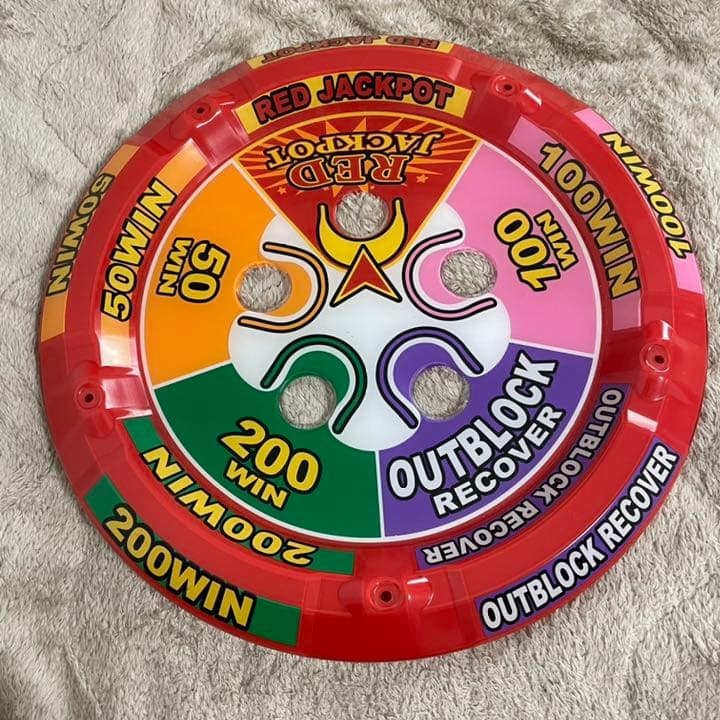 RED JACKPOT
RED JACKPOT
RED
JACKPOT
100WIN
100WIN
100
WIN
OUTBLOCK
RECOVER
OUTBLOCK RECOVER
OUTBLOCK RECOVER
200
WIN
200WIN
200WIN
50
WIN
50WIN
50WIN